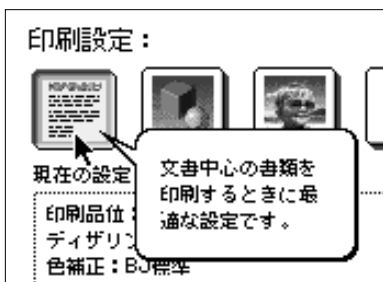 印刷設定：
現在の設定
文書中心の書類を
印刷するときに最
適な設定です。
印刷品位：
ディザリン
色補正：BJ標準